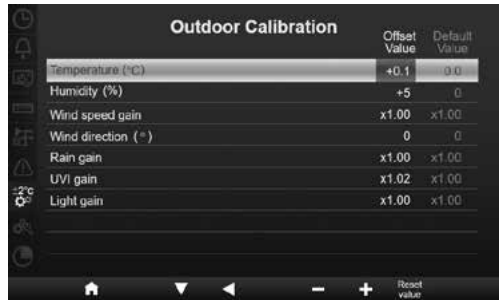 Outdoor Calibration
Offset Value
Default Value
Temperature (°C) +0.1 0.0
Humidity (%) +5 0
Wind speed gain x1.00 x1.00
Wind direction (°) 0 0
Rain gain x1.00 x1.00
UVI gain x1.02 x1.00
Light gain x1.00 x1.00
±2°c
Reset value